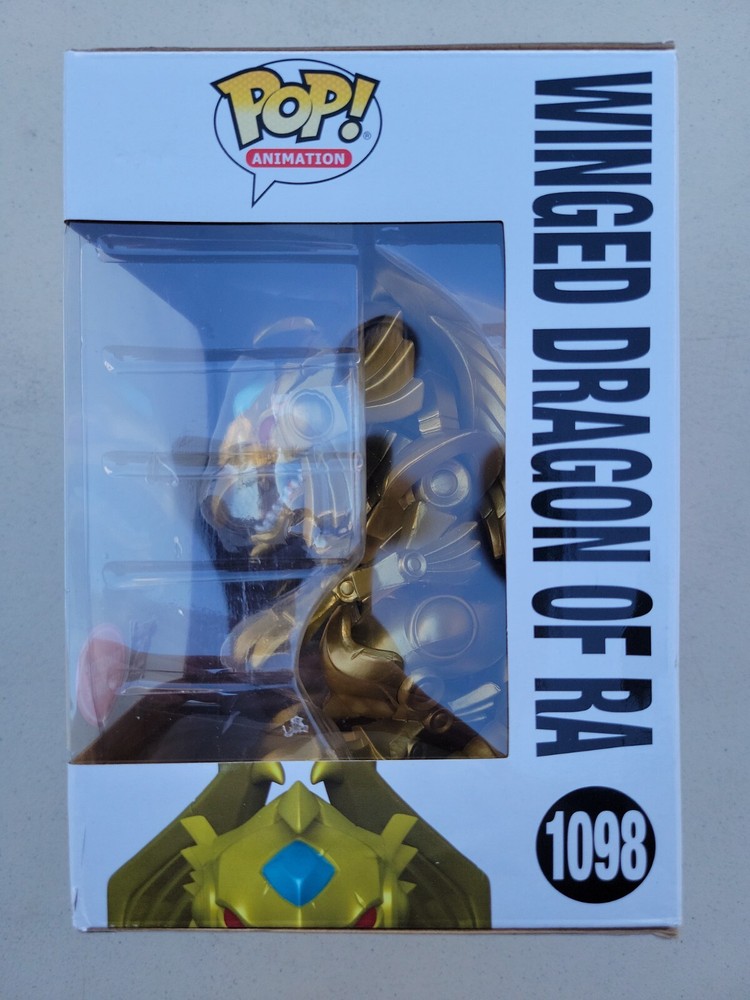 POP!®
ANIMATION
WINGED DRAGON OF RA
1098